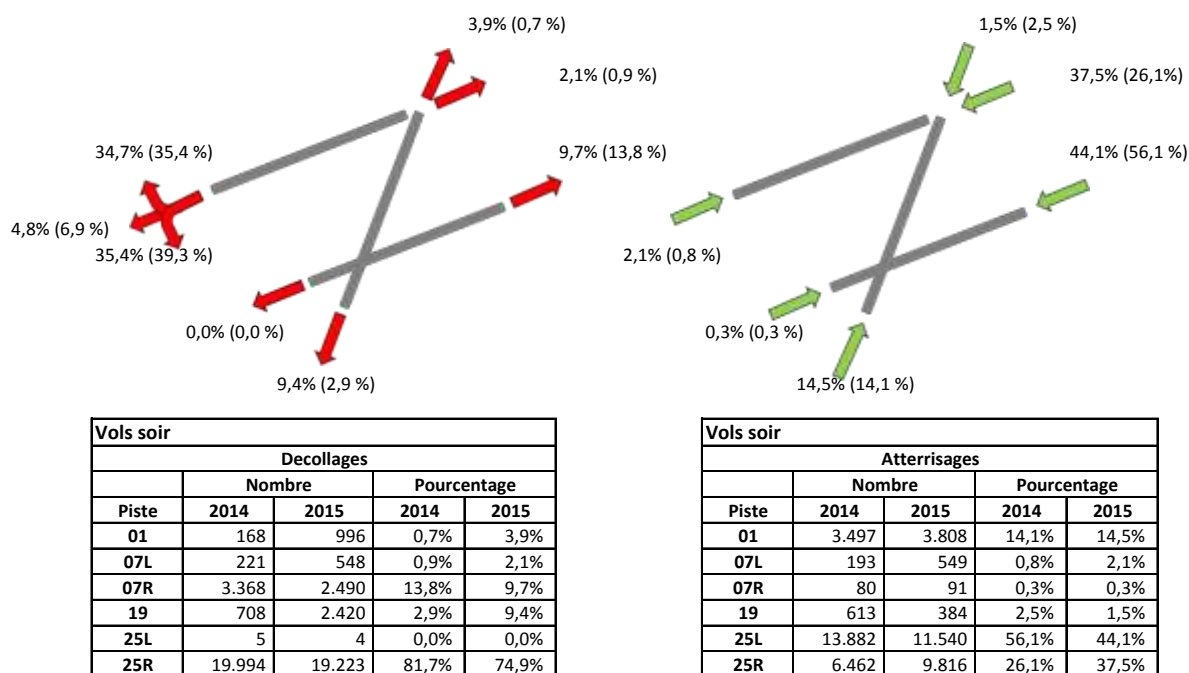 3,9% (0,7 %)
2,1% (0,9 %)
34,7% (35,4 %)
9,7% (13,8 %)
4,8% (6,9 %)
35,4% (39,3 %)
0,0% (0,0 %)
9,4% (2,9 %)
1,5% (2,5 %)
37,5% (26,1%)
44,1% (56,1 %)
2,1% (0,8 %)
0,3% (0,3 %)
14,5% (14,1 %)
Vols soir
Decollages
Nombre Pourcentage
Piste 2014 2015 2014 2015
01 168 996 0,7% 3,9%
07L 221 548 0,9% 2,1%
07R 3.368 2.490 13,8% 9,7%
19 708 2.420 2,9% 9,4%
25L 5 4 0,0% 0,0%
25R 19.994 19.223 81,7% 74,9%
Vols soir
Atterrisages
Nombre Pourcentage
Piste 2014 2015 2014 2015
01 3.497 3.808 14,1% 14,5%
07L 193 549 0,8% 2,1%
07R 80 91 0,3% 0,3%
19 613 384 2,5% 1,5%
25L 13.882 11.540 56,1% 44,1%
25R 6.462 9.816 26,1% 37,5%